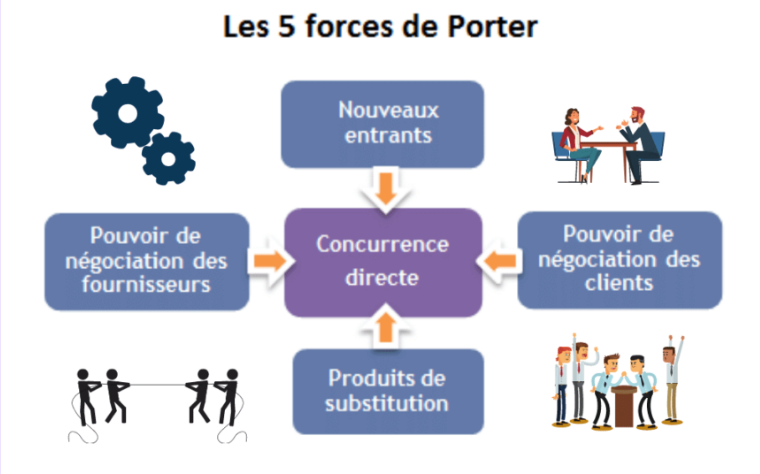 Les 5 forces de Porter
Nouveaux
entrants
Pouvoir de
négociation des
fournisseurs
Concurrence
directe
Pouvoir de
négociation des
clients
Produits de
substitution